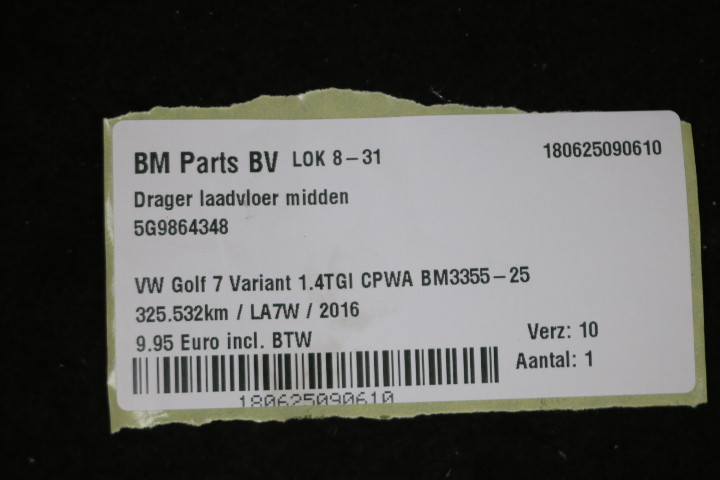 BM Parts BV LOK 8-31 180625090610
Drager laadvloer midden
5G9864348
VW Golf 7 Variant 1.4TGI CPWA BM3355-25
325.532km / LA7W / 2016
9.95 Euro incl. BTW
Verz: 10
Aantal: 1
180625090610